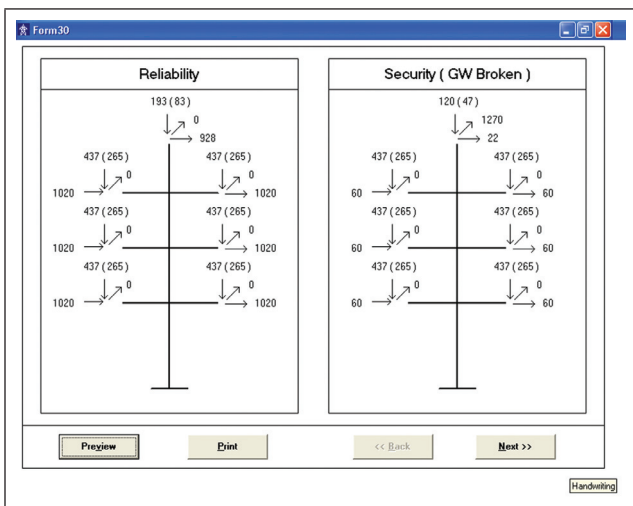 Form30
Reliability
193 ( 83 )
0
928
437 ( 265 )
437 ( 265 )
0
0
1020
1020
437 ( 265 )
437 ( 265 )
0
0
1020
1020
437 ( 265 )
437 ( 265 )
0
0
1020
1020
Security ( GW Broken )
120 ( 47 )
1270
22
437 ( 265 )
437 ( 265 )
0
0
60
60
437 ( 265 )
437 ( 265 )
0
0
60
60
437 ( 265 )
437 ( 265 )
0
0
60
60
Preview
Print
<< Back
Next >>
Handwriting